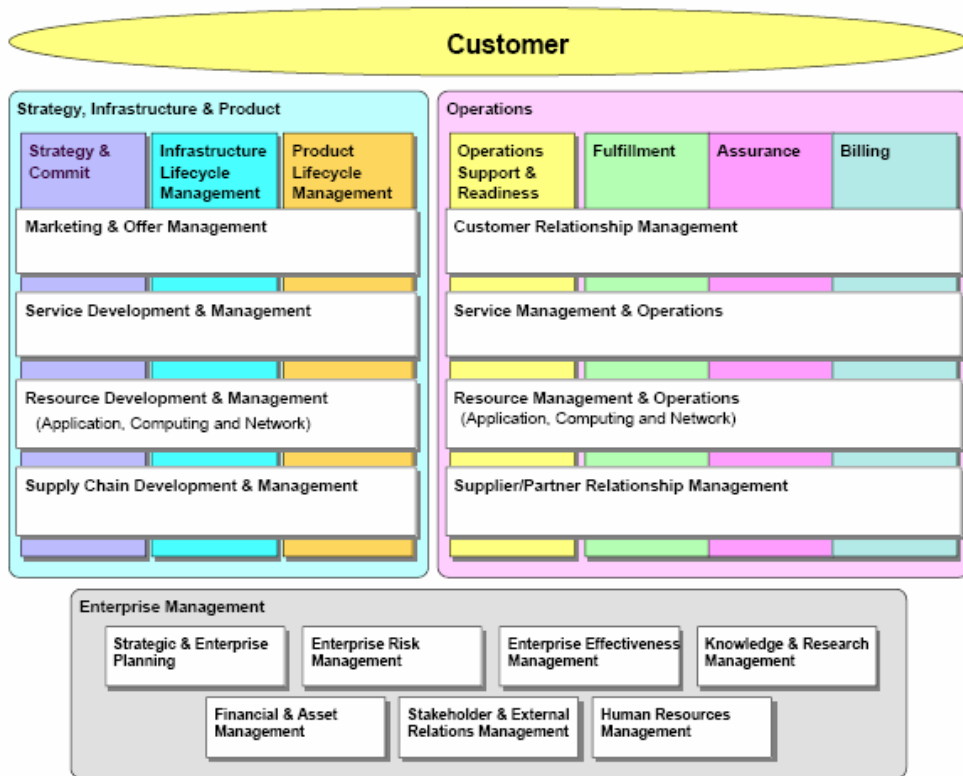 Customer
Strategy, Infrastructure & Product
Strategy &
Commit
Infrastructure
Lifecycle
Management
Product
Lifecycle
Management
Marketing & Offer Management
Service Development & Management
Resource Development & Management
(Application, Computing and Network)
Supply Chain Development & Management
Operations
Operations
Support &
Readiness
Fulfillment
Assurance
Billing
Customer Relationship Management
Service Management & Operations
Resource Management & Operations
(Application, Computing and Network)
Supplier/Partner Relationship Management
Enterprise Management
Strategic & Enterprise
Planning
Enterprise Risk
Management
Enterprise Effectiveness
Management
Knowledge & Research
Management
Financial & Asset
Management
Stakeholder & External
Relations Management
Human Resources
Management